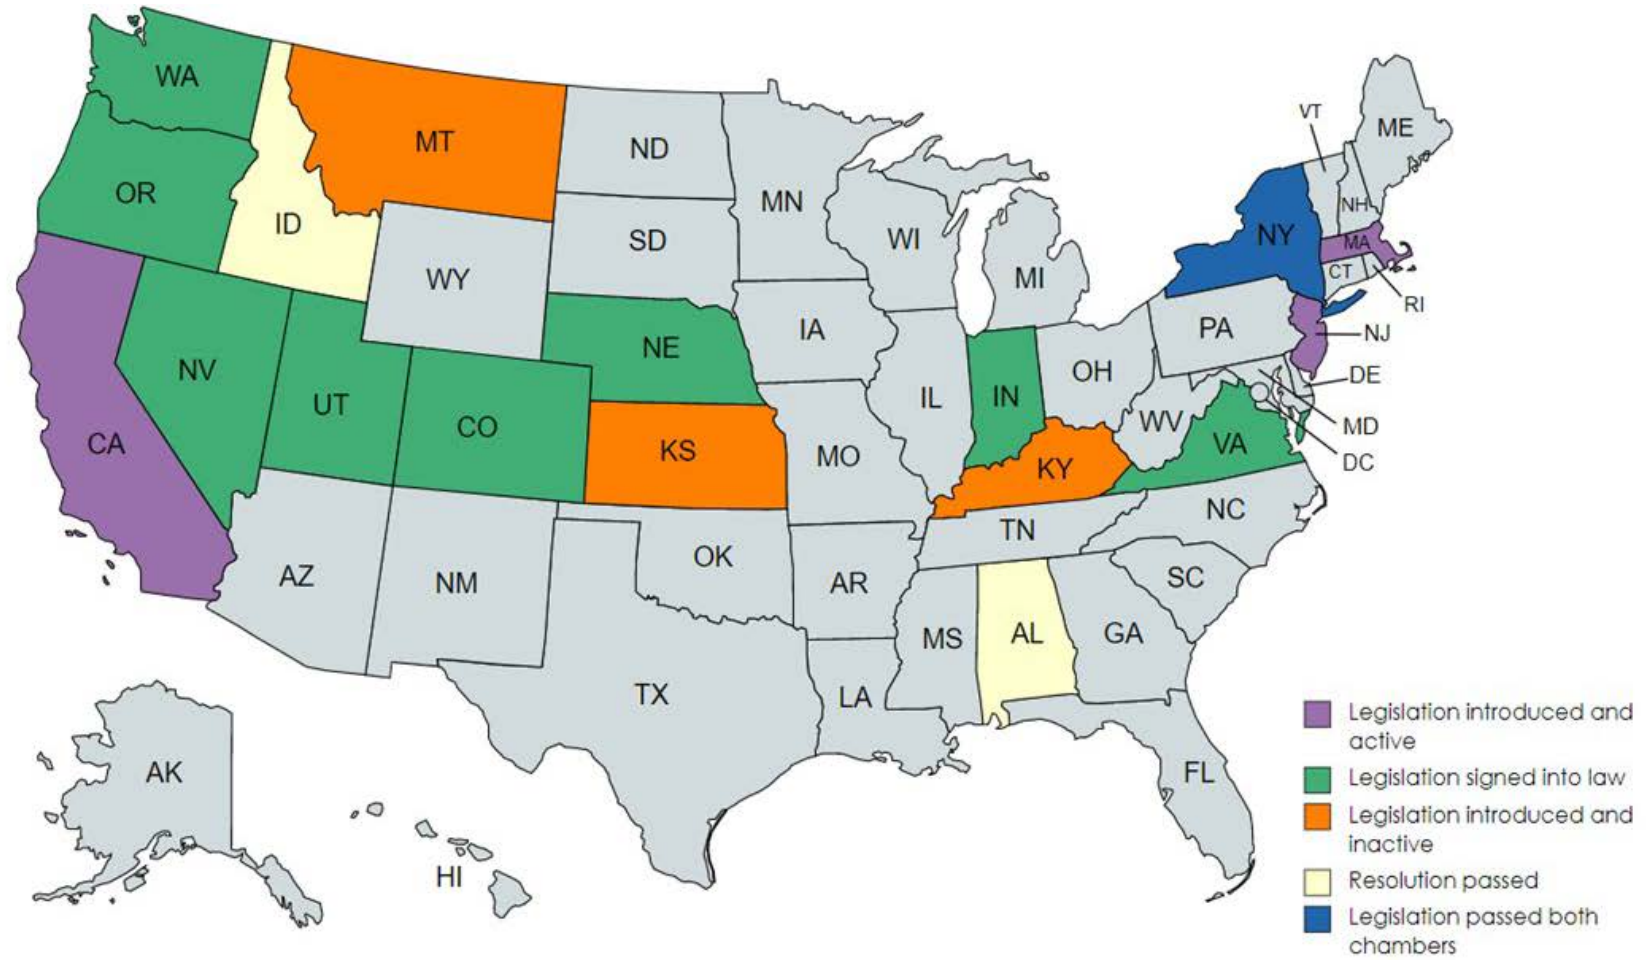 WA
MT
ND
MN
VT
ME
OR
ID
SD
WI
MI
NY
NH
MA
CT
RI
WY
IA
PA
NJ
NV
NE
IL
IN
OH
DE
UT
CO
KS
MO
KY
WV
VA
MD
DC
CA
AZ
NM
OK
AR
TN
NC
SC
MS
AL
GA
TX
LA
FL
AK
HI
Legislation introduced and
active
Legislation signed into law
Legislation introduced and
inactive
Resolution passed
Legislation passed both
chambers